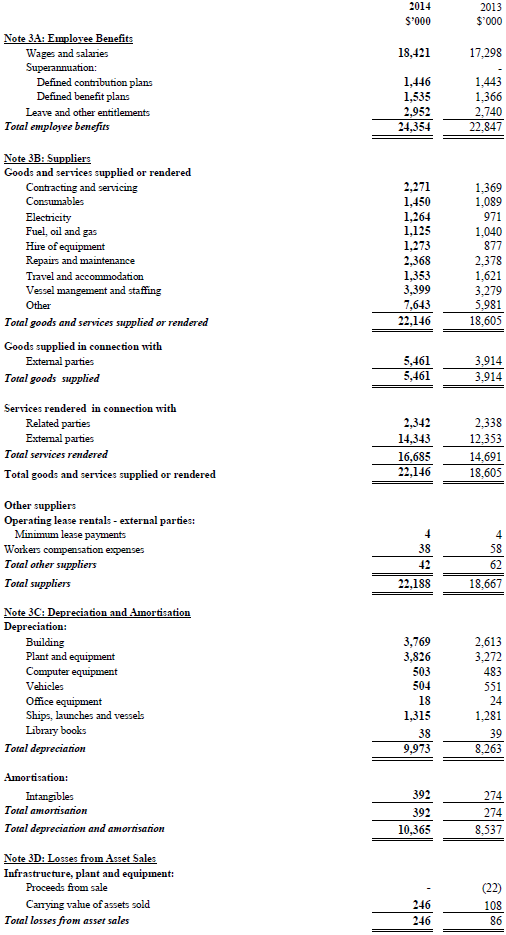 2014 2013
$'000 $'000
Note 3A: Employee Benefits
Wages and salaries 18,421 17,298
Superannuation: -
Defined contribution plans 1,446 1,443
Defined benefit plans 1,535 1,366
Leave and other entitlements 2,952 2,740
Total employee benefits 24,354 22,847
Note 3B: Suppliers
Goods and services supplied or rendered
Contracting and servicing 2,271 1,369
Consumables 1,450 1,089
Electricity 1,264 971
Fuel, oil and gas 1,125 1,040
Hire of equipment 1,273 877
Repairs and maintenance 2,368 2,378
Travel and accommodation 1,353 1,621
Vessel mangement and staffing 3,399 3,279
Other 7,643 5,981
Total goods and services supplied or rendered 22,146 18,605
Goods supplied in connection with
External parties 5,461 3,914
Total goods supplied 5,461 3,914
Services rendered in connection with
Related parties 2,342 2,338
External parties 14,343 12,353
Total services rendered 16,685 14,691
Total goods and services supplied or rendered 22,146 18,605
Other suppliers
Operating lease rentals - external parties:
Minimum lease payments 4 4
Workers compensation expenses 38 58
Total other suppliers 42 62
Total suppliers 22,188 18,667
Note 3C: Depreciation and Amortisation
Depreciation:
Building 3,769 2,613
Plant and equipment 3,826 3,272
Computer equipment 503 483
Vehicles 504 551
Office equipment 18 24
Ships, launches and vessels 1,315 1,281
Library books 38 39
Total depreciation 9,973 8,263
Amortisation:
Intangibles 392 274
Total amortisation 392 274
Total depreciation and amortisation 10,365 8,537
Note 3D: Losses from Asset Sales
Infrastructure, plant and equipment:
Proceeds from sale - (22)
Carrying value of assets sold 246 108
Total losses from asset sales 246 86